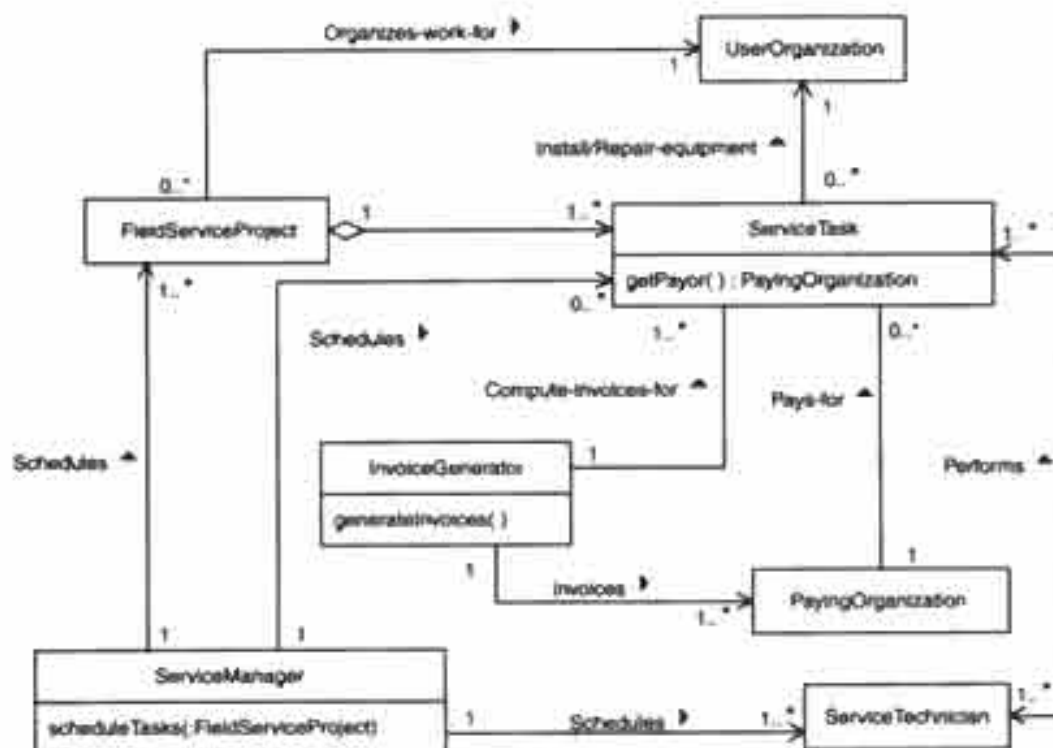 Organizes-work-for
UserOrganization
1
1
Install/Repair-equipment
0..*
0..*
FieldServiceProject
1
1..*
ServiceTask
1..*
getPayor( ) : PayingOrganization
1..*
0..*
Schedules
1..*
0..*
Compute-invoices-for
Pays-for
Schedules
InvoiceGenerator
1
Performs
generateInvoices( )
1
1
Invoices
1..*
PayingOrganization
1
1
ServiceManager
scheduleTasks(:FieldServiceProject)
1
Schedules
1..*
ServiceTechnician
1..*